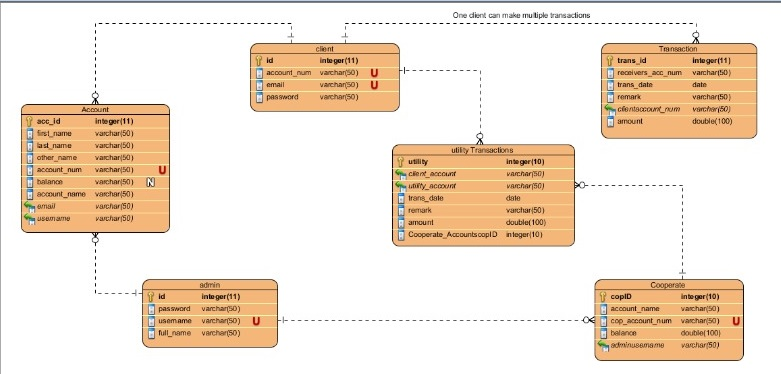 One client can make multiple transactions
client
id integer(11)
account_num varchar(50) U
email varchar(50) U
password varchar(50)
Transaction
trans_id integer(11)
receivers_acc_num varchar(50)
trans_date date
remark varchar(50)
clientaccount_num varchar(50)
amount double(100)
Account
acc_id integer(11)
first_name varchar(50)
last_name varchar(50)
other_name varchar(50)
account_num varchar(50) U
balance varchar(50) N
account_name varchar(50)
email varchar(50)
username varchar(50)
utility Transactions
utility integer(10)
client_account varchar(50)
utility_account varchar(50)
trans_date date
remark varchar(50)
amount double(100)
Cooperate_AccountscopID integer(10)
admin
id integer(11)
password varchar(50)
username varchar(50) U
full_name varchar(50)
Cooperate
copID integer(10)
account_name varchar(50)
cop_account_num varchar(50) U
balance double(100)
adminusername varchar(50)